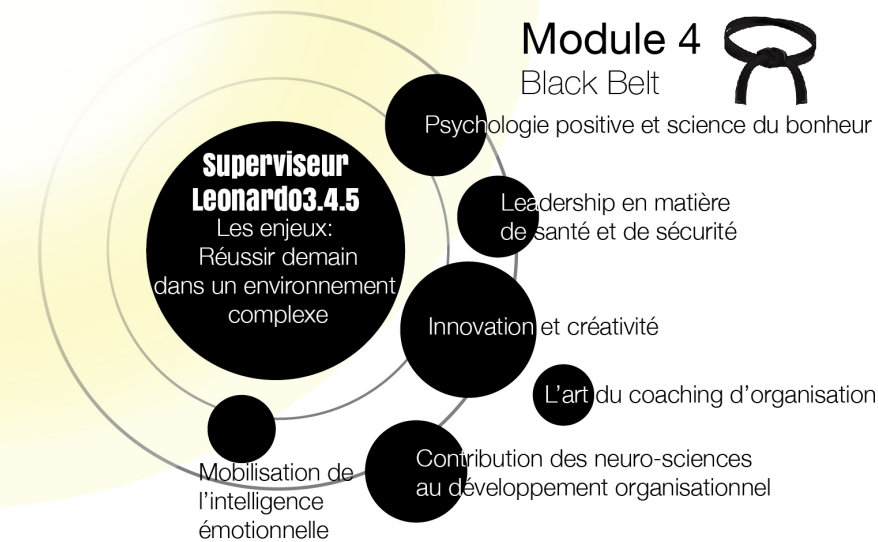 Module 4
Black Belt
Psychologie positive et science du bonheur
Superviseur
Leonardo3.4.5
Les enjeux:
Réussir demain
dans un environnement
complexe
Leadership en matière
de santé et de sécurité
Innovation et créativité
L'art du coaching d'organisation
Contribution des neuro-sciences
au développement organisationnel
Mobilisation de
l'intelligence
émotionnelle